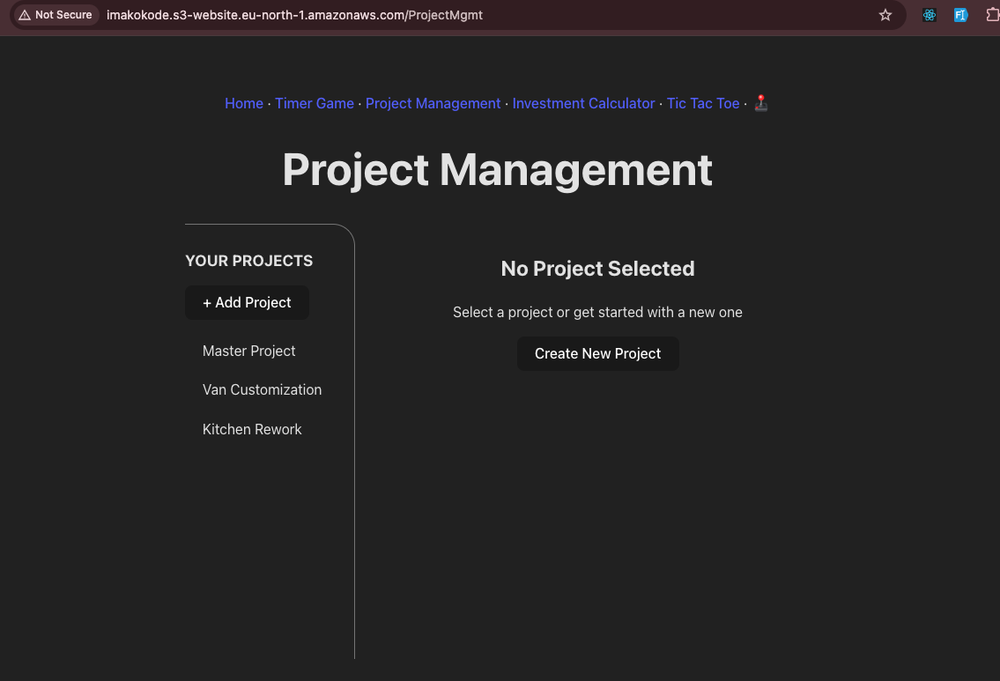 Not Secure imakokode.s3-website.eu-north-1.amazonaws.com/ProjectMgmt
Home · Timer Game · Project Management · Investment Calculator · Tic Tac Toe · 🕹️
Project Management
YOUR PROJECTS
+ Add Project
Master Project
Van Customization
Kitchen Rework
No Project Selected
Select a project or get started with a new one
Create New Project